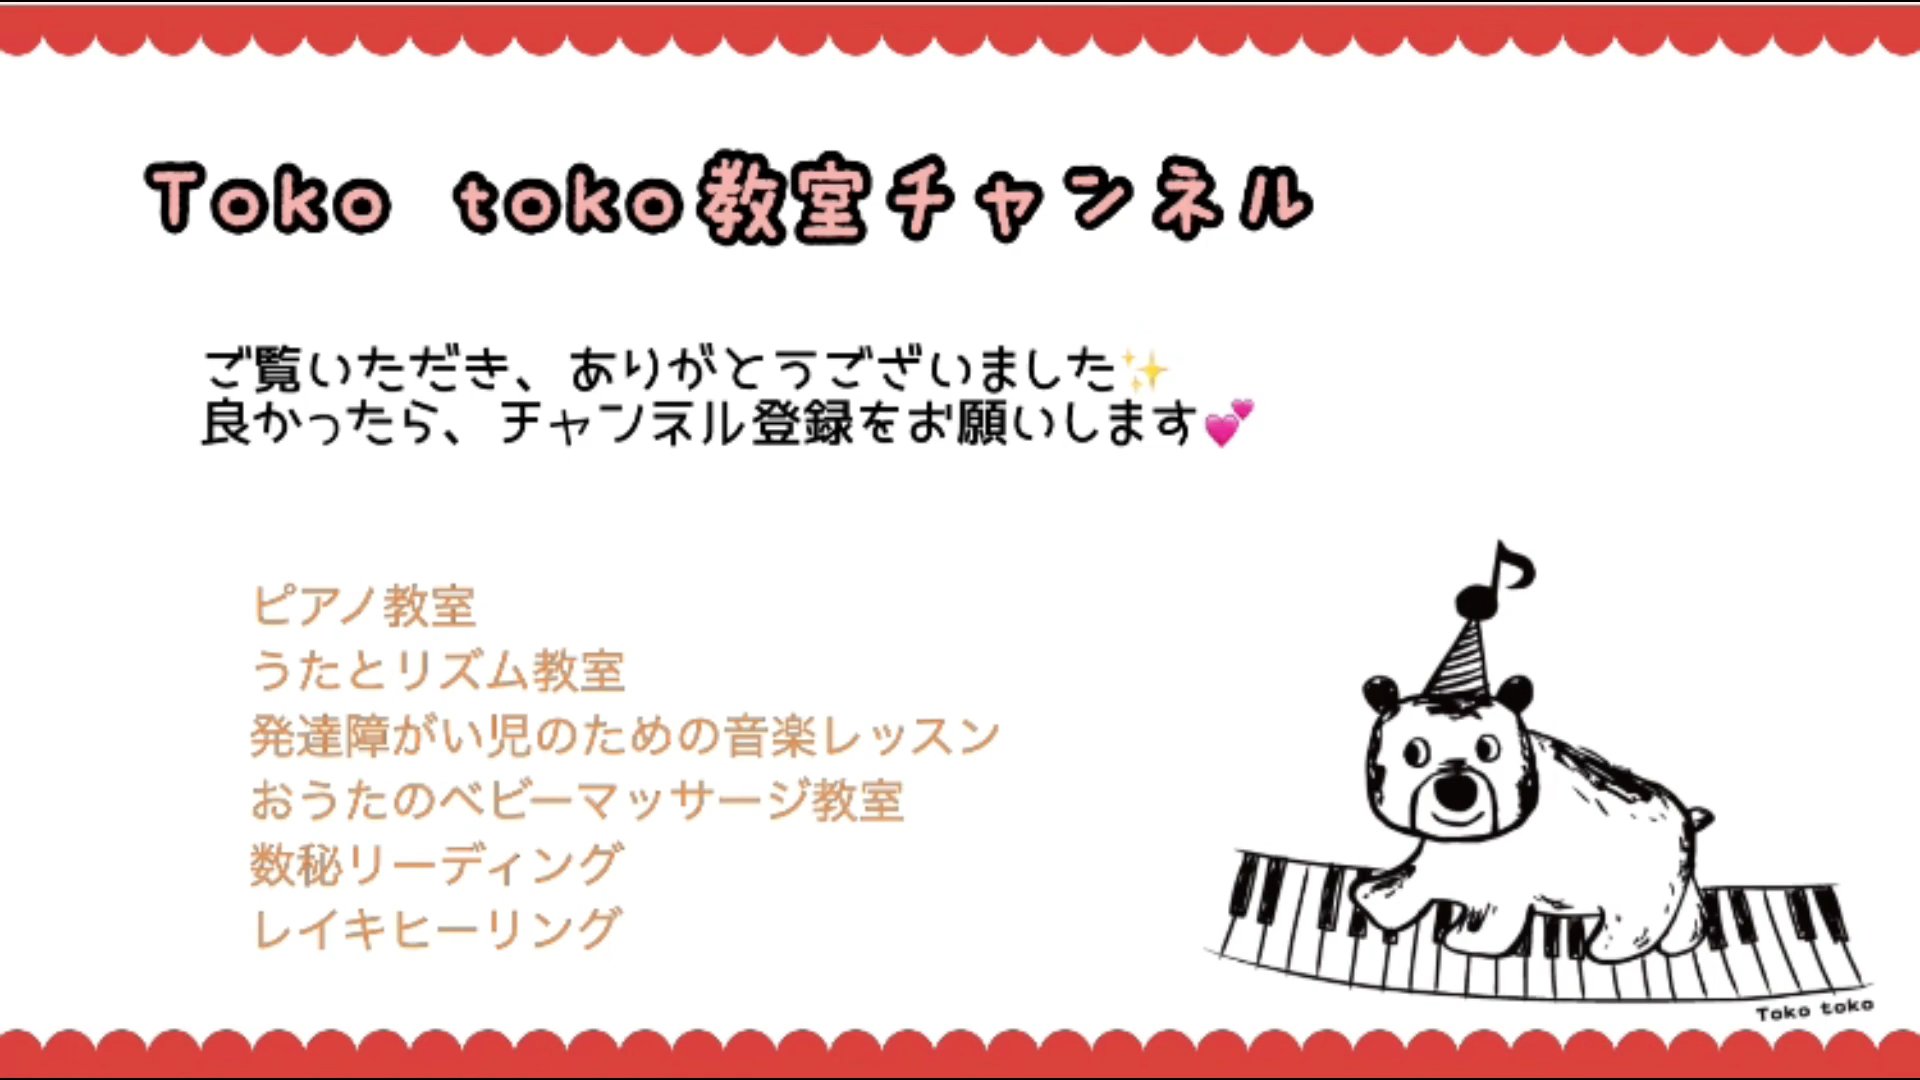 Toko toko教室チャンネル
ご覧いただき、ありがとうございました✨
良かったら、チャンネル登録をお願いします💕
ピアノ教室
うたとリズム教室
発達障がい児のための音楽レッスン
おうたのベビーマッサージ教室
数秘リーディング
レイキヒーリング
Toko toko